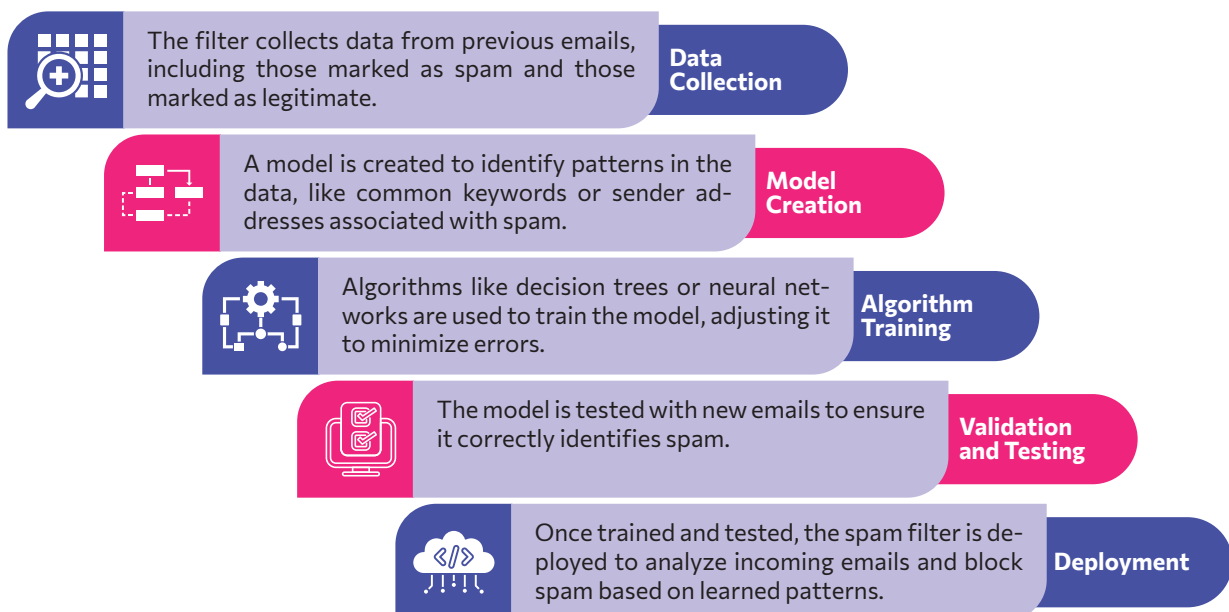 The filter collects data from previous emails,
including those marked as spam and those
marked as legitimate.
Data
Collection
A model is created to identify patterns in the
data, like common keywords or sender ad-
dresses associated with spam.
Model
Creation
Algorithms like decision trees or neural net-
works are used to train the model, adjusting it
to minimize errors.
Algorithm
Training
The model is tested with new emails to ensure
it correctly identifies spam.
Validation
and Testing
Once trained and tested, the spam filter is de-
ployed to analyze incoming emails and block
spam based on learned patterns.
Deployment